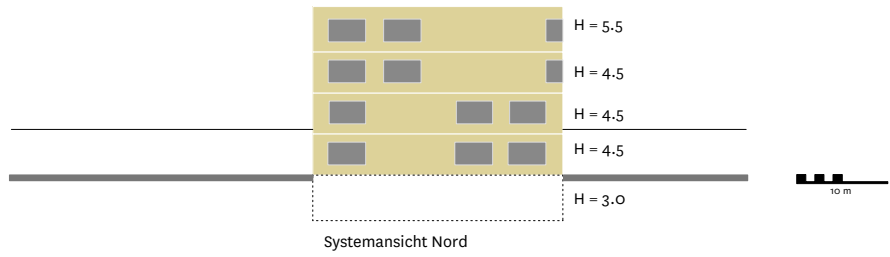 H = 5.5
H = 4.5
H = 4.5
H = 4.5
H = 3.0
10 m
Systemansicht Nord